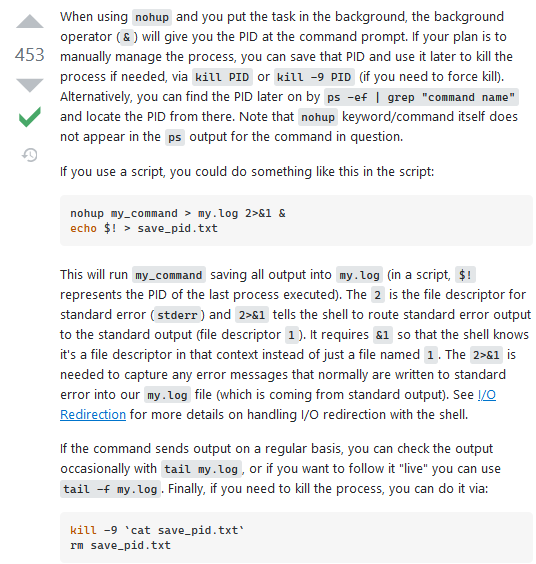 When using nohup and you put the task in the background, the background
operator (&) will give you the PID at the command prompt. If your plan is to
453
manually manage the process, you can save that PID and use it later to kill the
process if needed, via kill PID or kill -9 PID (if you need to force kill).
Alternatively, you can find the PID later on by ps -ef | grep "command name"
and locate the PID from there. Note that nohup keyword/command itself does
not appear in the ps output for the command in question.
If you use a script, you could do something like this in the script:
nohup my_command > my.log 2>&1 &
echo $! > save_pid.txt
This will run my_command saving all output into my.log (in a script, $!
represents the PID of the last process executed). The 2 is the file descriptor for
standard error (stderr) and 2>&1 tells the shell to route standard error output
to the standard output (file descriptor 1). It requires &1 so that the shell knows
it's a file descriptor in that context instead of just a file named 1. The 2>&1 is
needed to capture any error messages that normally are written to standard
error into our my.log file (which is coming from standard output). See I/O
Redirection for more details on handling I/O redirection with the shell.
If the command sends output on a regular basis, you can check the output
occasionally with tail my.log, or if you want to follow it "live" you can use
tail -f my.log. Finally, if you need to kill the process, you can do it via:
kill -9 `cat save_pid.txt`
rm save_pid.txt